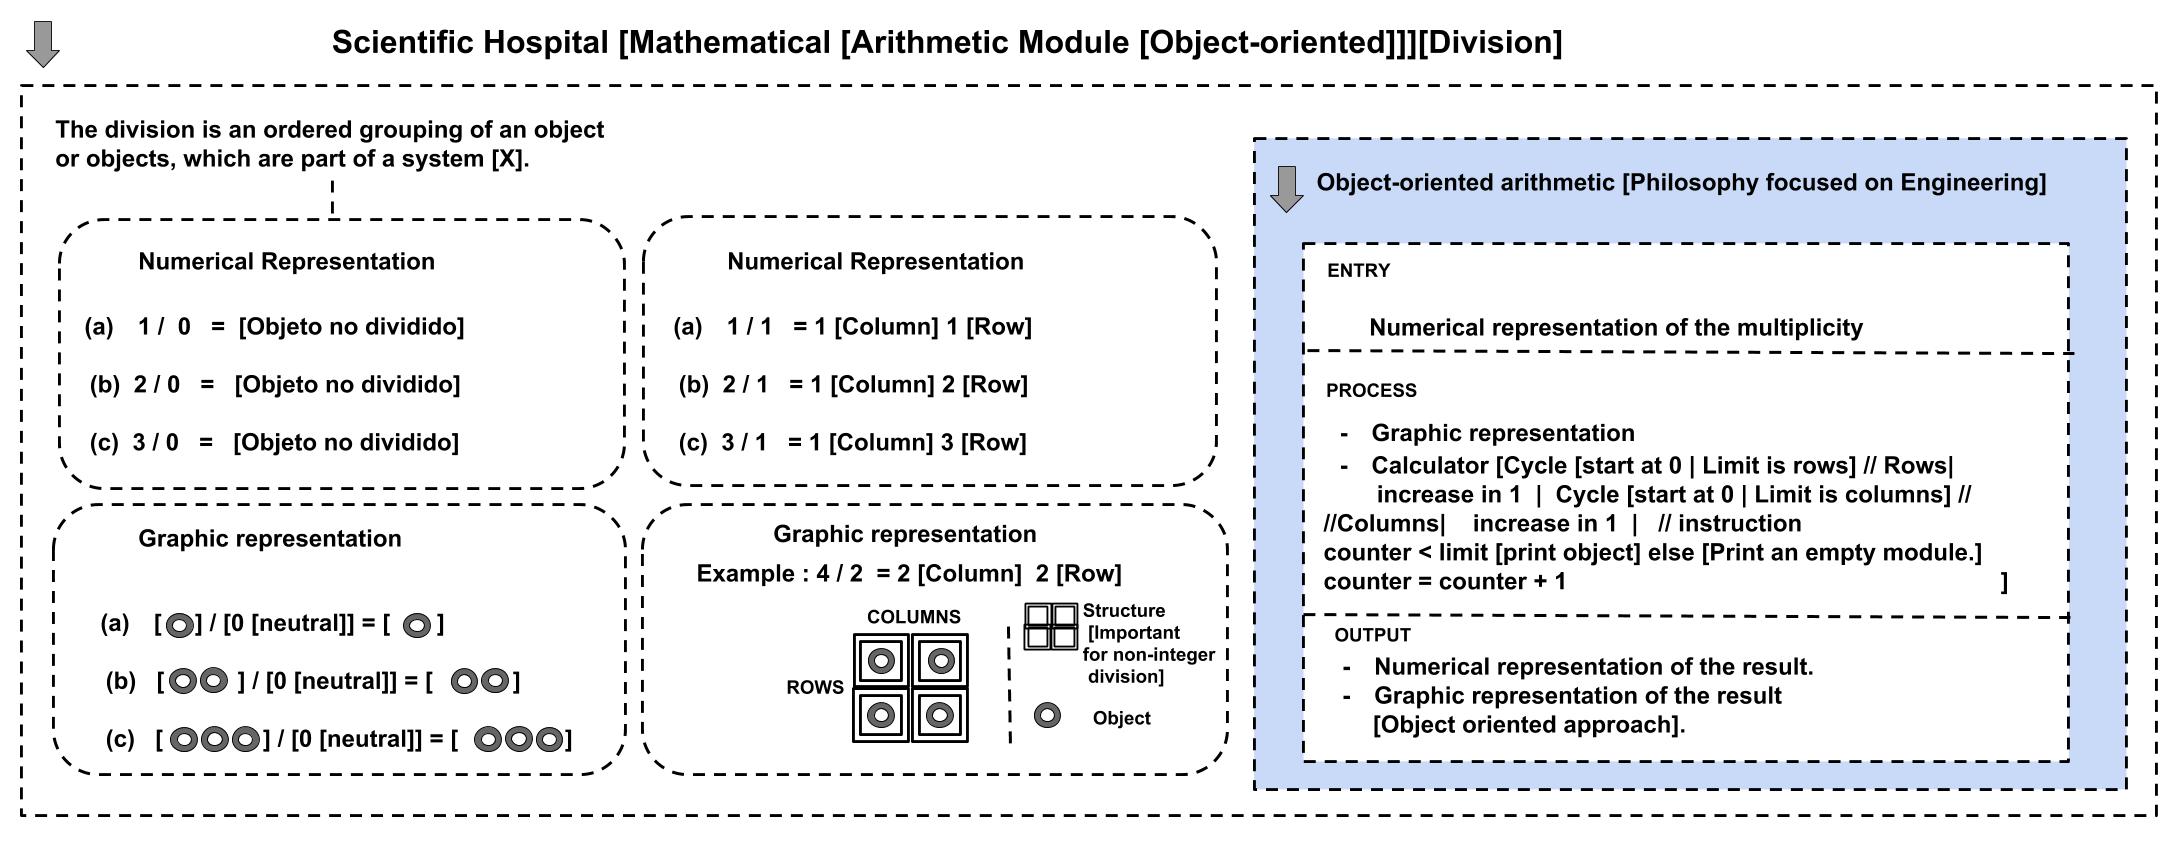 Scientific Hospital [Mathematical [Arithmetic Module [Object-oriented]]][Division]
The division is an ordered grouping of an object
or objects, which are part of a system [X].
Numerical Representation
(a) 1 / 0 = [Objeto no dividido]
(b) 2 / 0 = [Objeto no dividido]
(c) 3 / 0 = [Objeto no dividido]
Numerical Representation
(a) 1 / 1 = 1 [Column] 1 [Row]
(b) 2 / 1 = 1 [Column] 2 [Row]
(c) 3 / 1 = 1 [Column] 3 [Row]
Graphic representation
(a) [ ] / [0 [neutral]] = [ ]
(b) [ ] / [0 [neutral]] = [ ]
(c) [ ] / [0 [neutral]] = [ ]
Graphic representation
Example : 4 / 2 = 2 [Column] 2 [Row]
COLUMNS
ROWS
Structure
[Important
for non-integer
division]
Object
Object-oriented arithmetic [Philosophy focused on Engineering]
ENTRY
Numerical representation of the multiplicity
PROCESS
- Graphic representation
- Calculator [Cycle [start at 0 | Limit is rows] // Rows|
increase in 1 | Cycle [start at 0 | Limit is columns] //
//Columns| increase in 1 | // instruction
counter < limit [print object] else [Print an empty module.]
counter = counter + 1 ]
OUTPUT
- Numerical representation of the result.
- Graphic representation of the result
[Object oriented approach].